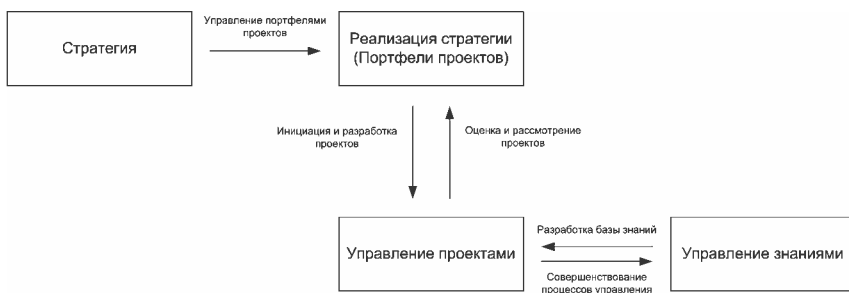 Управление портфелями
проектов
Стратегия
Реализация стратегии
(Портфели проектов)
Инициация и разработка
проектов
Оценка и рассмотрение
проектов
Управление проектами
Разработка базы знаний
Совершенствование
процессов управления
Управление знаниями